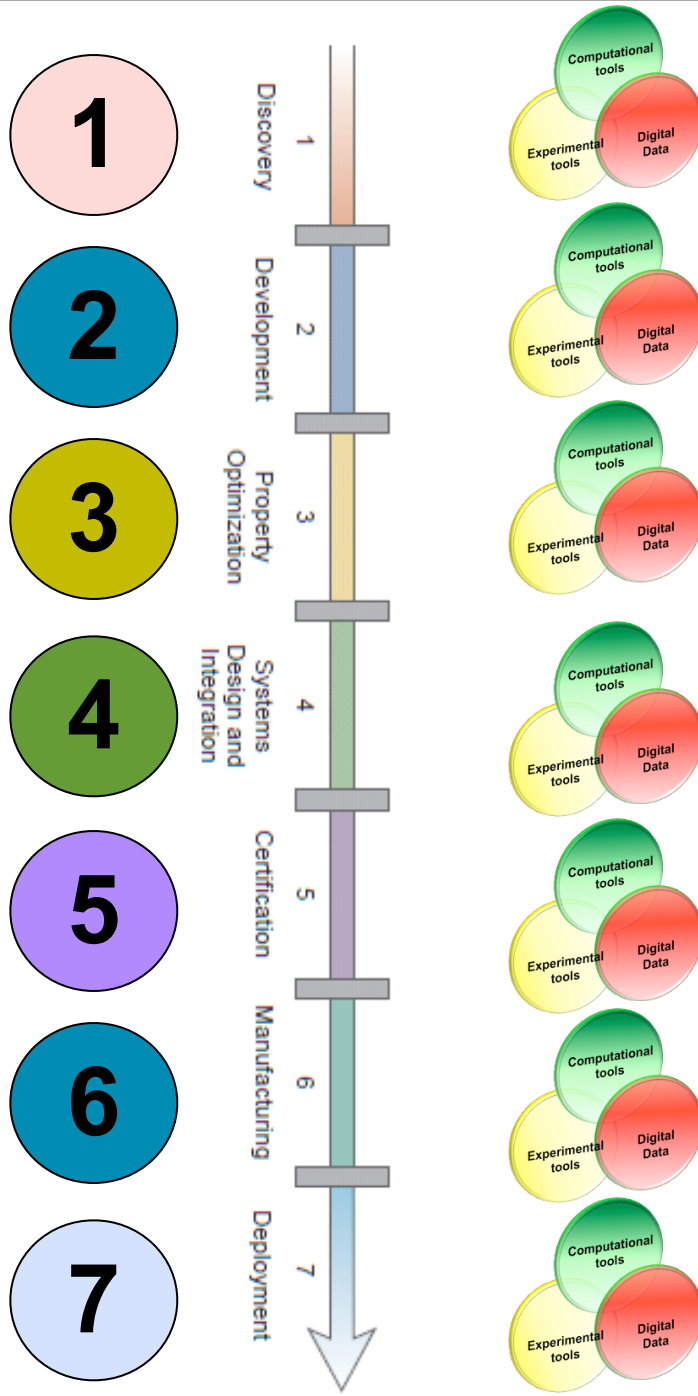 1
1
Discovery
Computational
tools
Experimental
tools
Digital
Data
2
2
Development
Computational
tools
Experimental
tools
Digital
Data
3
3
Property
Optimization
Computational
tools
Experimental
tools
Digital
Data
4
4
Systems
Design and
Integration
Computational
tools
Experimental
tools
Digital
Data
5
5
Certification
Computational
tools
Experimental
tools
Digital
Data
6
6
Manufacturing
Computational
tools
Experimental
tools
Digital
Data
7
7
Deployment
Computational
tools
Experimental
tools
Digital
Data